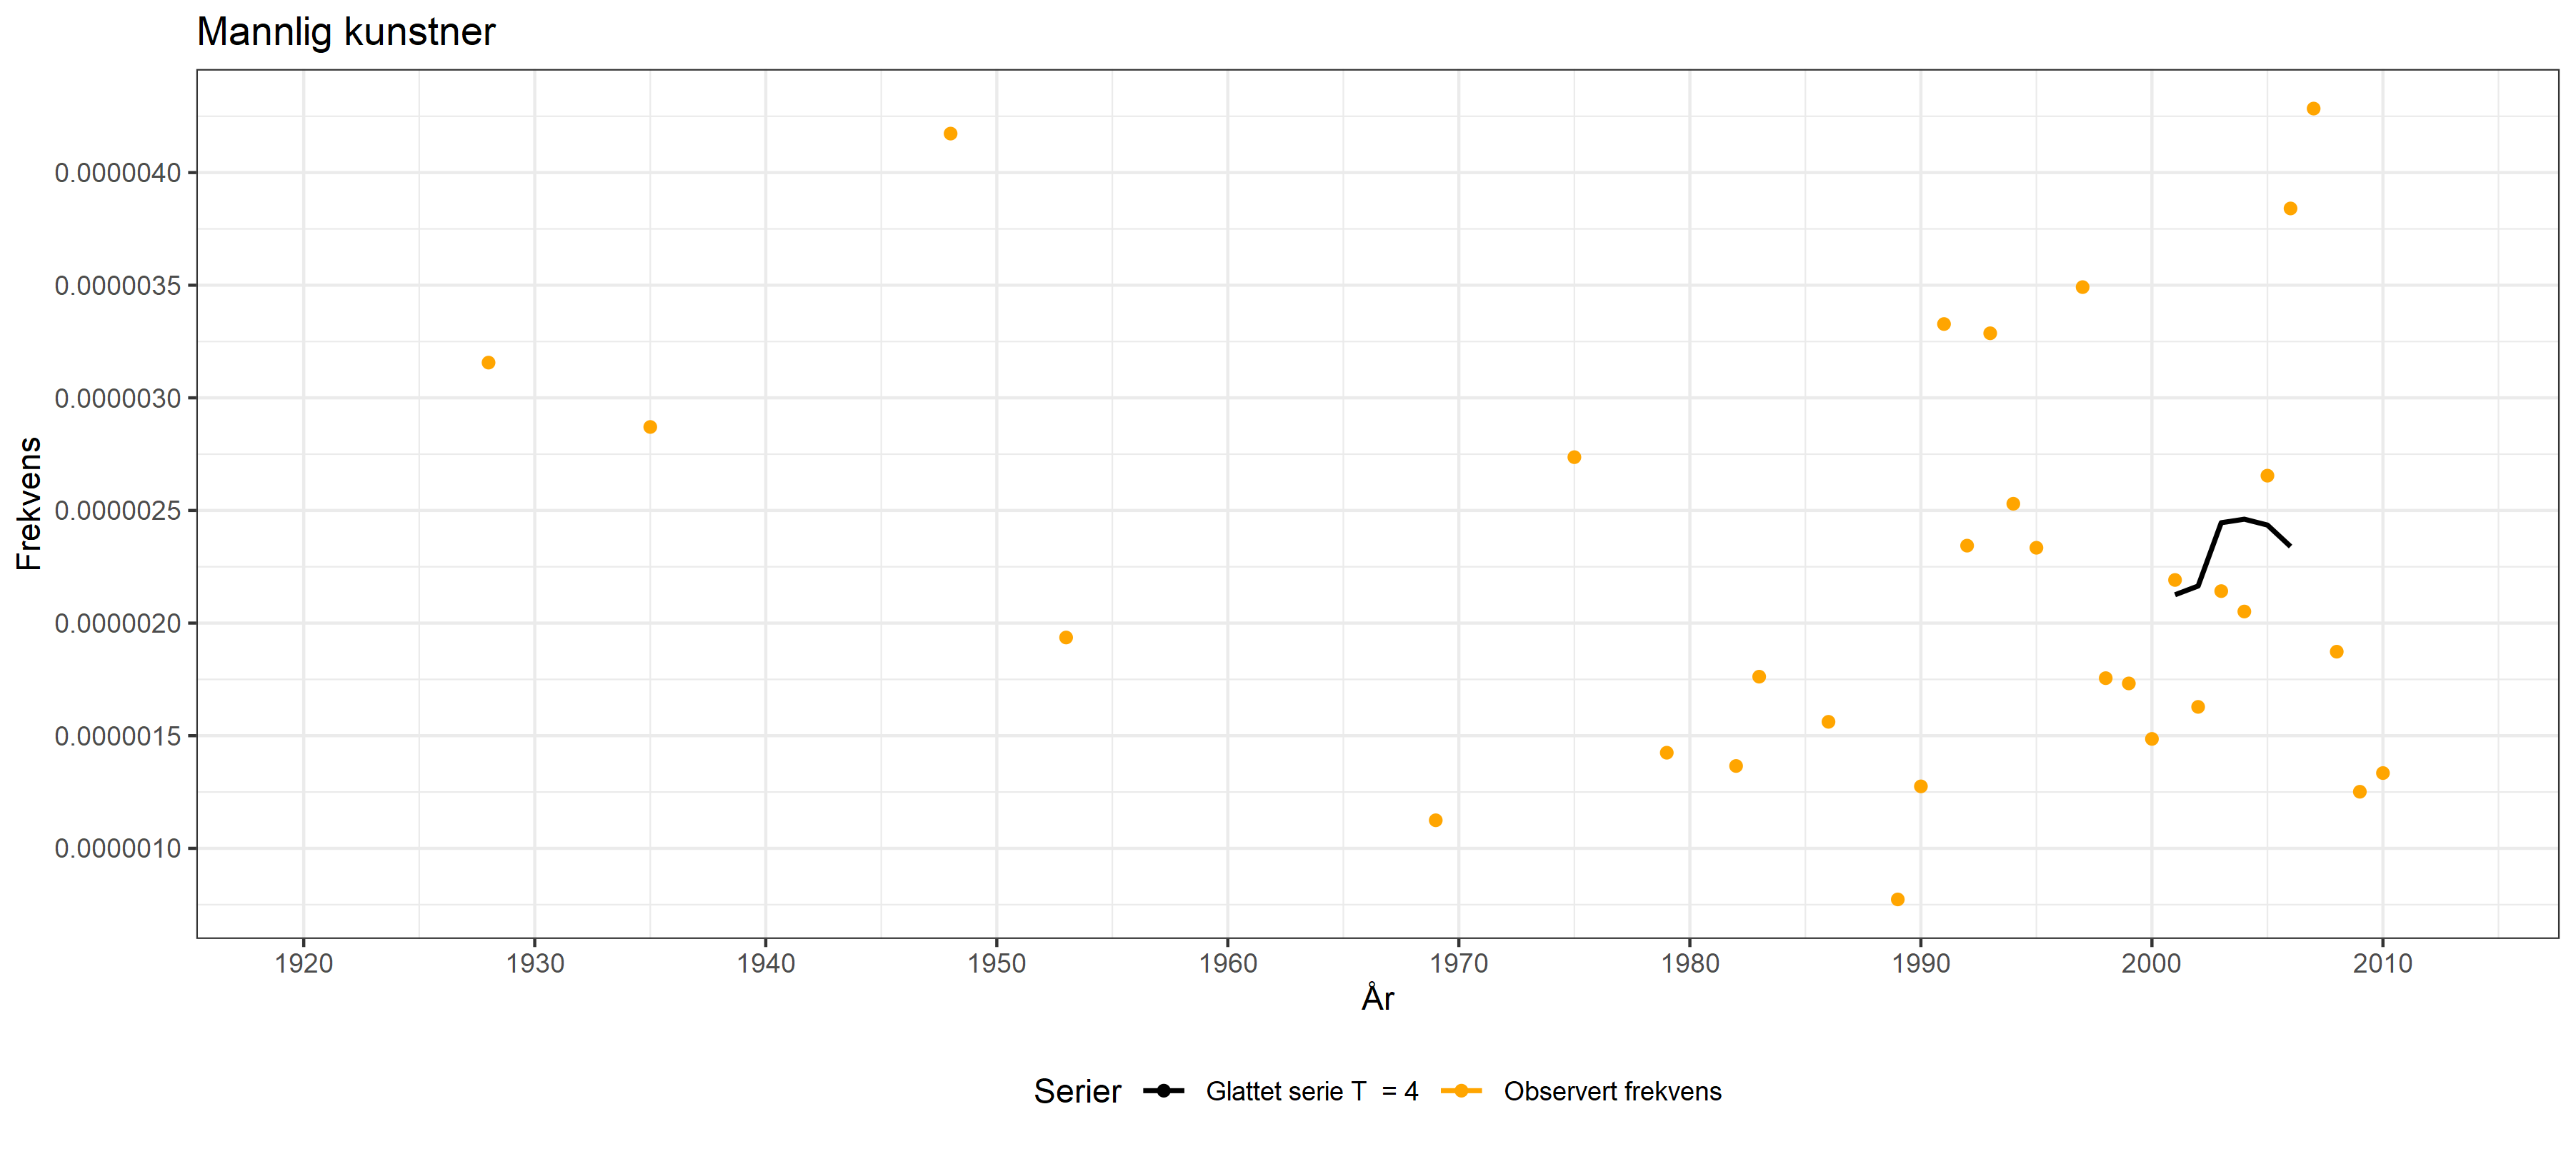 Mannlig kunstner
Frekvens
0.0000040
0.0000035
0.0000030
0.0000025
0.0000020
0.0000015
0.0000010
1920 1930 1940 1950 1960 1970 1980 1990 2000 2010
År
Serier Glattet serie T  = 4 Observert frekvens